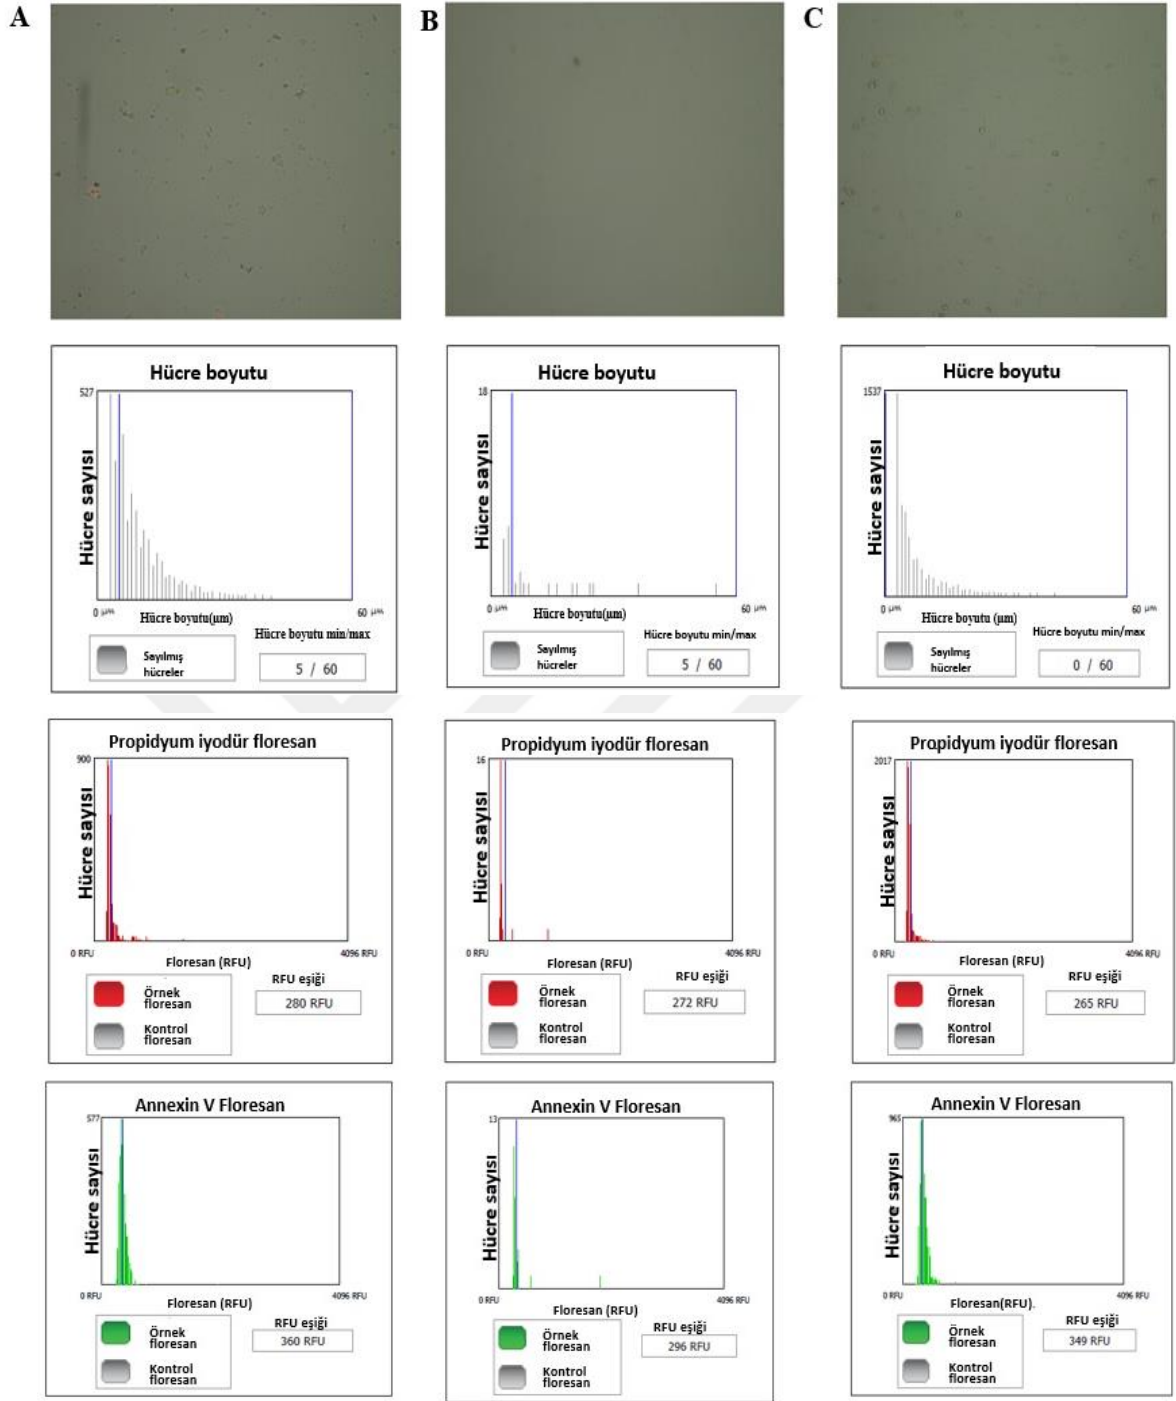 A
B
C
Hücre boyutu
527
Hücre sayısı
0 µm
60 µm
Hücre boyutu(µm)
Hücre boyutu min/max
Sayılmış
hücreler
5 / 60
Hücre boyutu
18
Hücre sayısı
0 µm
60 µm
Hücre boyutu(µm)
Hücre boyutu min/max
Sayılmış
hücreler
5 / 60
Hücre boyutu
1537
Hücre sayısı
0 µm
60 µm
Hücre boyutu (µm)
Hücre boyutu min/max
Sayılmış
hücreler
0 / 60
Propidyum iyodür floresan
900
Hücre sayısı
0 RFU
4096 RFU
Floresan (RFU)
RFU eşiği
Örnek
floresan
280 RFU
Kontrol
floresan
Propidyum iyodür floresan
16
Hücre sayısı
0 RFU
4096 RFU
Floresan (RFU)
RFU eşiği
Örnek
floresan
272 RFU
Kontrol
floresan
Propidyum iyodür floresan
2017
Hücre sayısı
0 RFU
4096 RFU
Floresan (RFU)
RFU eşiği
Örnek
floresan
265 RFU
Kontrol
floresan
Annexin V Floresan
577
Hücre sayısı
0 RFU
4096 RFU
Floresan (RFU)
RFU eşiği
Örnek
floresan
360 RFU
Kontrol
floresan
Annexin V Floresan
13
Hücre sayısı
0 RFU
4096 RFU
Floresan (RFU)
RFU eşiği
Örnek
floresan
296 RFU
Kontrol
floresan
Annexin V Floresan
965
Hücre sayısı
0 RFU
4096 RFU
Floresan(RFU).
RFU eşiği
Örnek
floresan
349 RFU
Kontrol
floresan